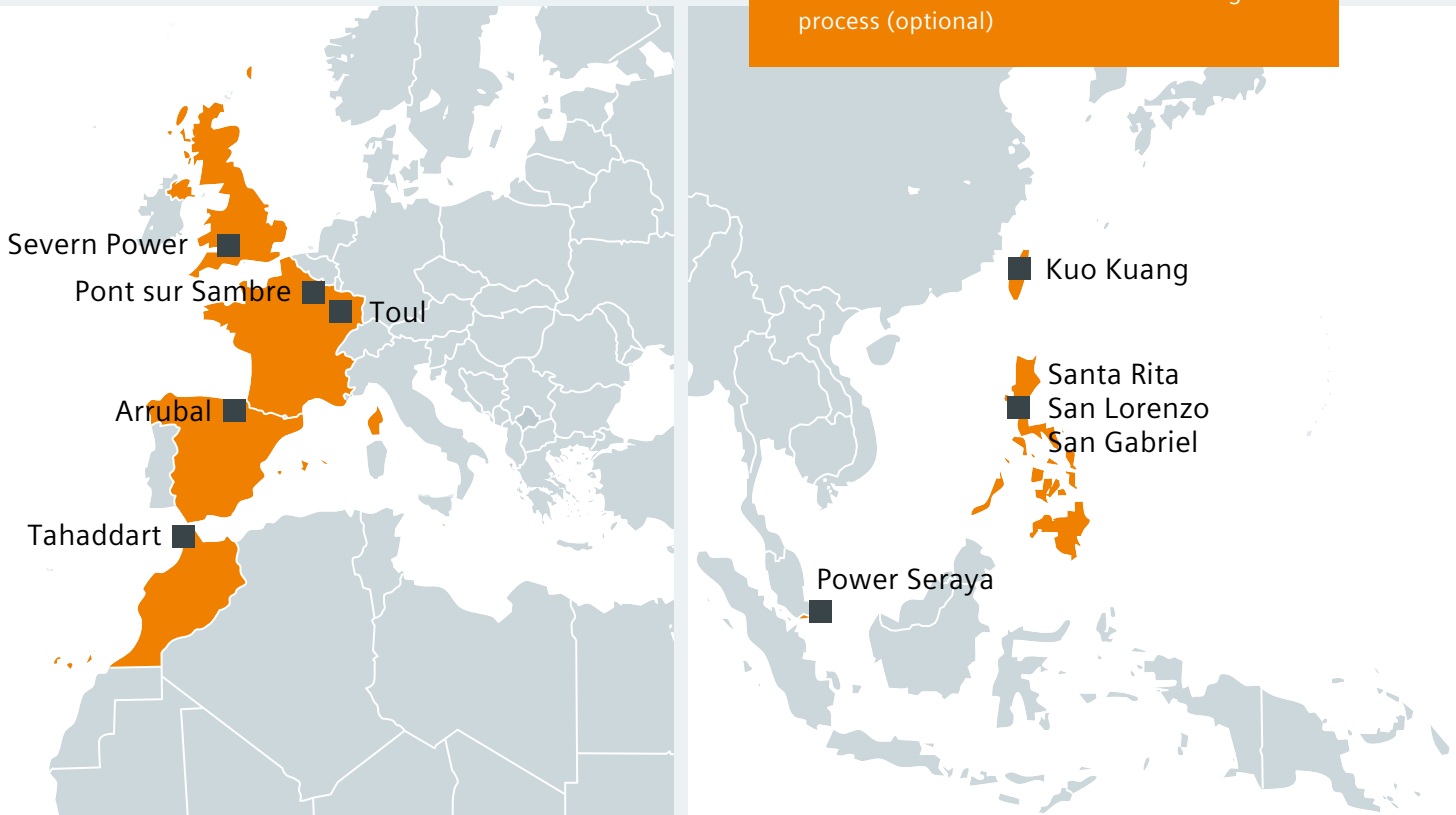 process (optional)
Severn Power
Pont sur Sambre
Toul
Arrubal
Tahaddart
Kuo Kuang
Santa Rita
San Lorenzo
San Gabriel
Power Seraya